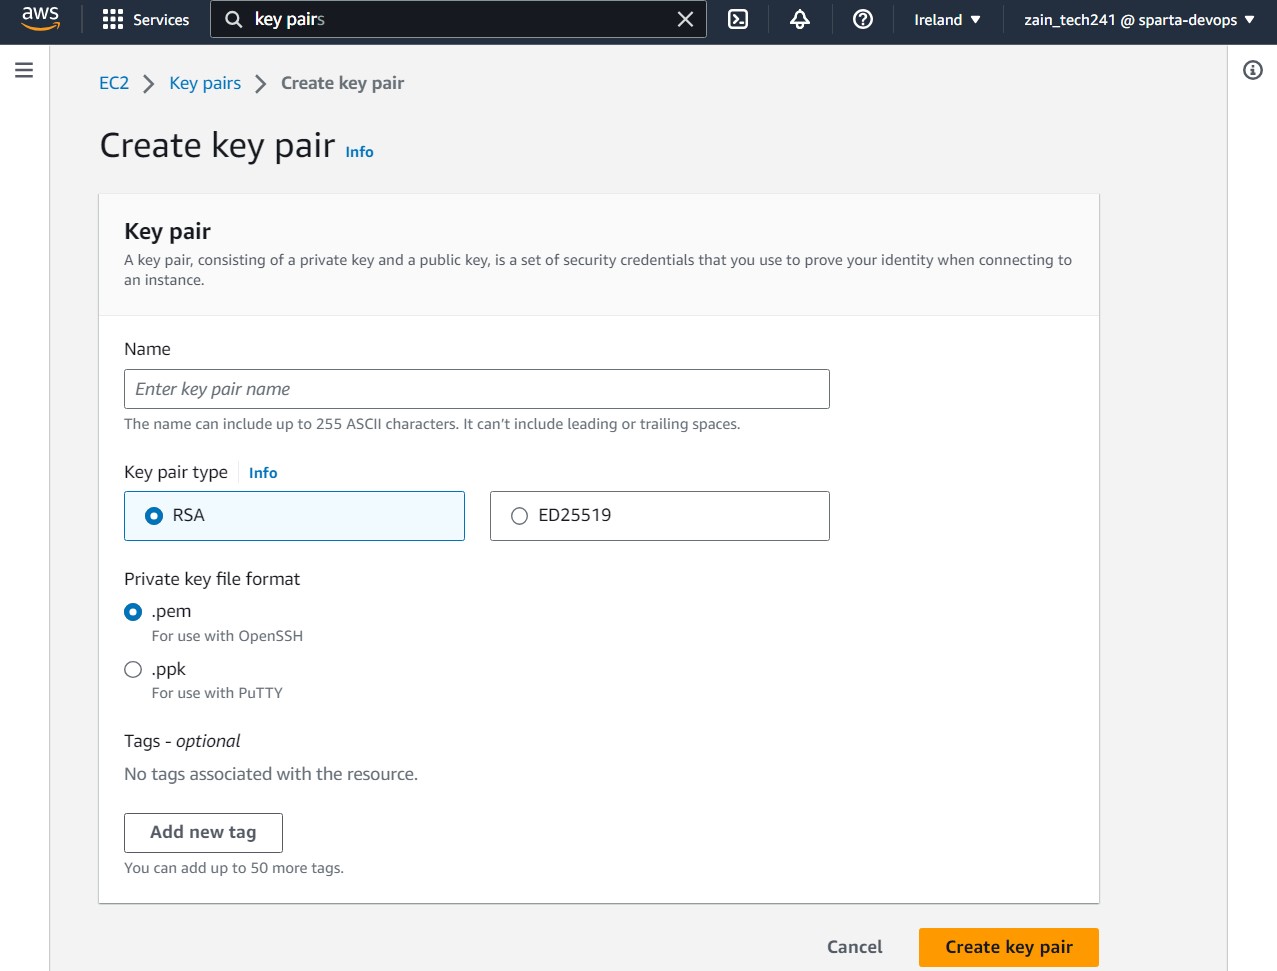 aws
Services
key pairs
Ireland ▼
zain_tech241 @ sparta-devops ▼
EC2 > Key pairs > Create key pair
Create key pair Info
Key pair
A key pair, consisting of a private key and a public key, is a set of security credentials that you use to prove your identity when connecting to
an instance.
Name
Enter key pair name
The name can include up to 255 ASCII characters. It can't include leading or trailing spaces.
Key pair type Info
RSA
ED25519
Private key file format
.pem
For use with OpenSSH
.ppk
For use with PuTTY
Tags - optional
No tags associated with the resource.
Add new tag
You can add up to 50 more tags.
Cancel
Create key pair